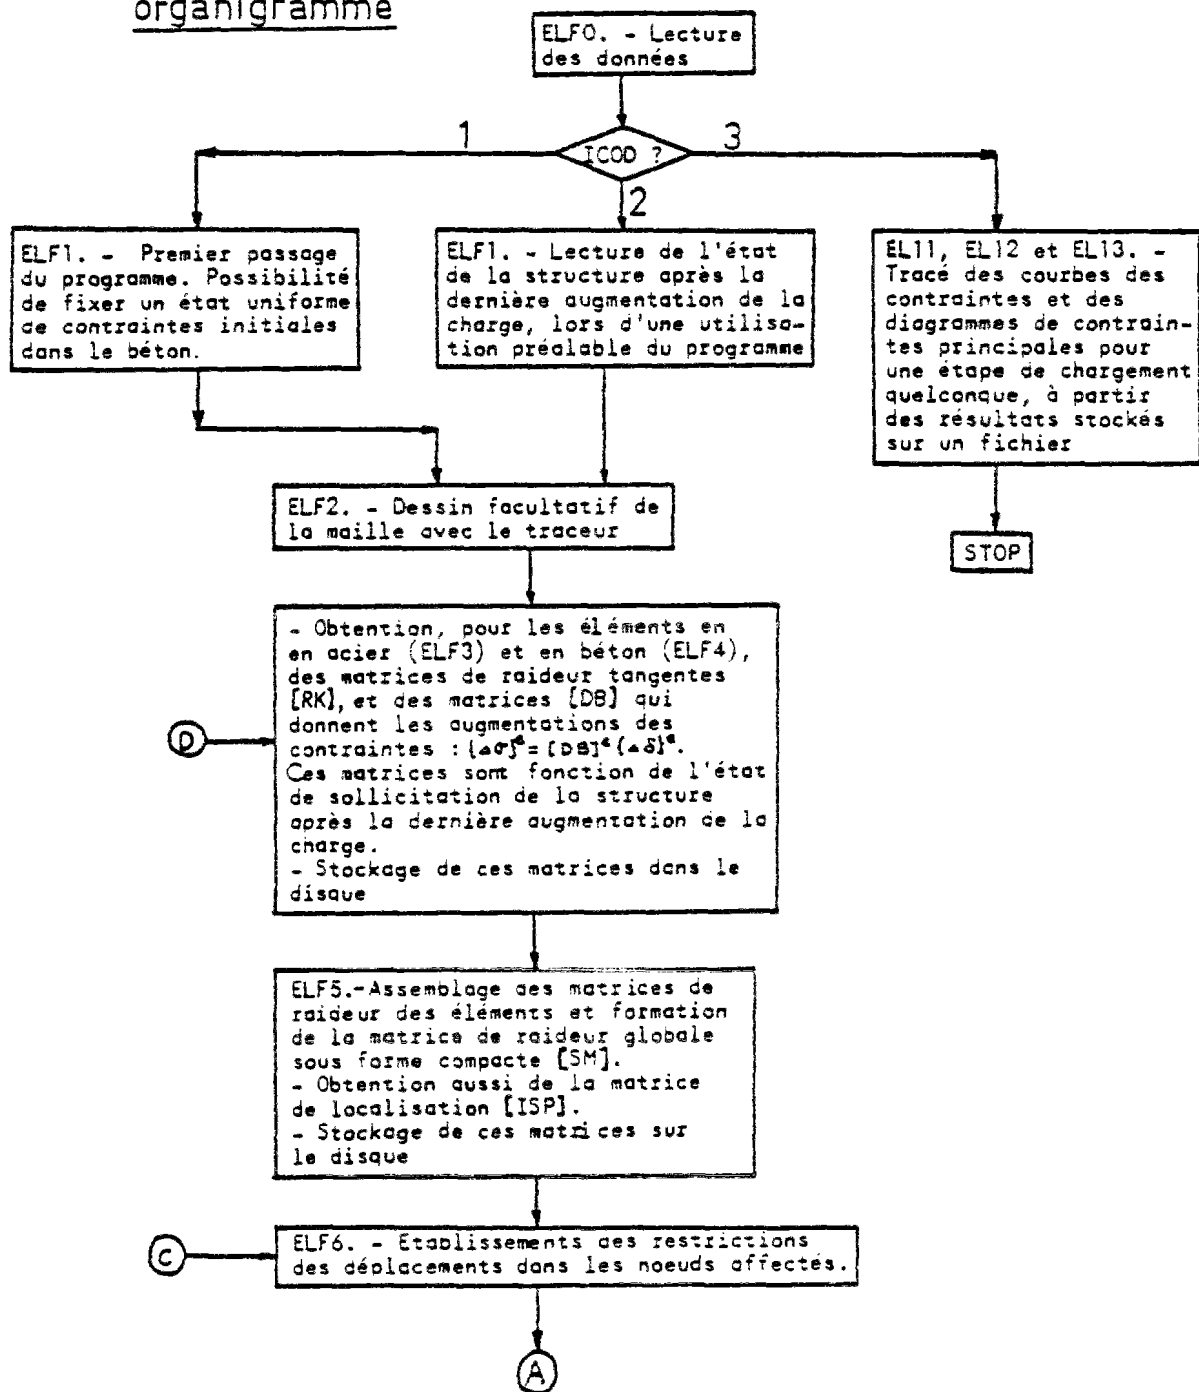 organigramme
ELF0. - Lecture
des données
ICOD ?
1
2
3
ELF1. - Premier passage
du programme. Possibilité
de fixer un état uniforme
de contraintes initiales
dans le béton.
ELF1. - Lecture de l'état
de la structure après la
dernière augmentation de la
charge, lors d'une utilisa-
tion préalable du programme
EL11, EL12 et EL13. -
Tracé des courbes des
contraintes et des
diagrammes de contrain-
tes principales pour
une étape de chargement
quelconque, à partir
des résultats stockés
sur un fichier
STOP
ELF2. - Dessin facultatif de
la maille avec le traceur
D
- Obtention, pour les éléments en
en acier (ELF3) et en béton (ELF4),
des matrices de raideur tangentes
[RK], et des matrices [DB] qui
donnent les augmentations des
contraintes : {Δσ}ᵉ = [DB]ᵉ {Δδ}ᵉ.
Ces matrices sont fonction de l'état
de sollicitation de la structure
après la dernière augmentation de la
charge.
- Stockage de ces matrices dans le
disque
ELF5.-Assemblage des matrices de
raideur des éléments et formation
de la matrice de raideur globale
sous forme compacte [SM].
- Obtention aussi de la matrice
de localisation [ISP].
- Stockage de ces matrices sur
le disque
C
ELF6. - Etablissements des restrictions
des déplacements dans les noeuds affectés.
A